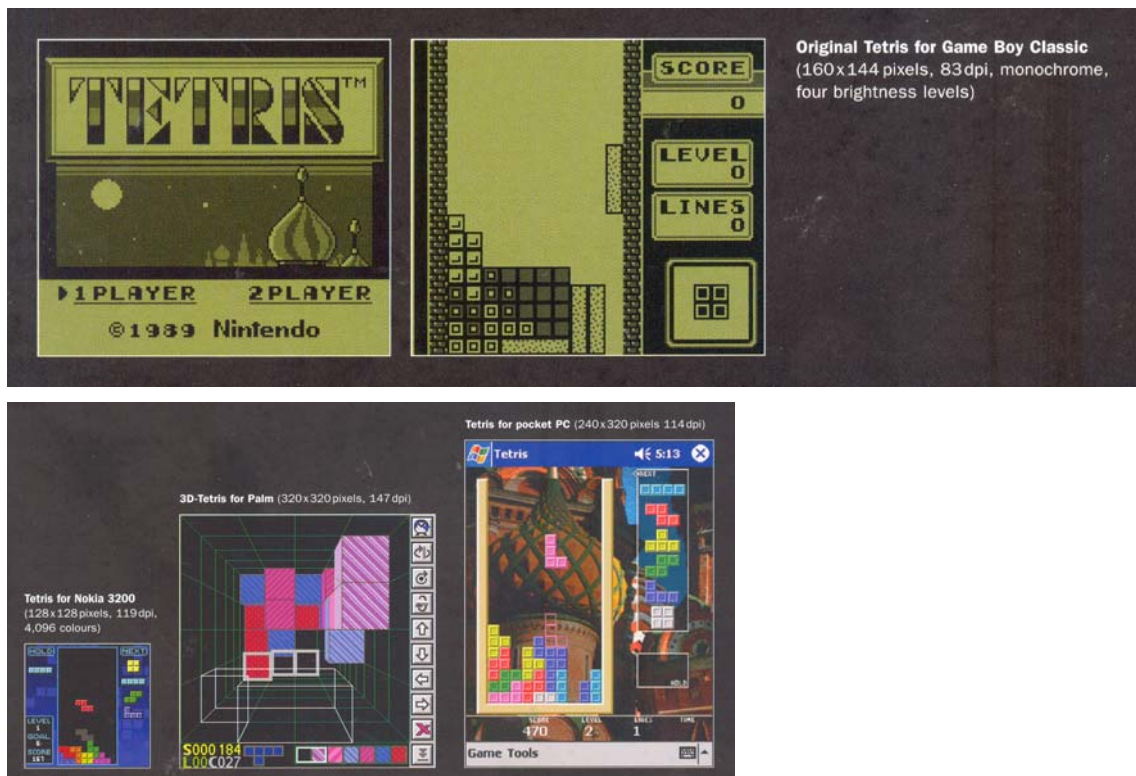 TETRIS™
1PLAYER 2PLAYER
©1989 Nintendo
SCORE
0
LEVEL
0
LINES
0
Original Tetris for Game Boy Classic
(160x144 pixels, 83dpi, monochrome,
four brightness levels)
Tetris for Nokia 3200
(128x128 pixels, 119dpi,
4,096 colours)
HOLD
NEXT
LEVEL
1
GOAL
5
SCORE
167
3D-Tetris for Palm (320x320 pixels, 147dpi)
S000184
L00C027
Tetris for pocket PC (240x320 pixels 114dpi)
Tetris 5:13
NEXT
HOLD
SCORE LEVEL LINES TIME
470 2 1
Game Tools